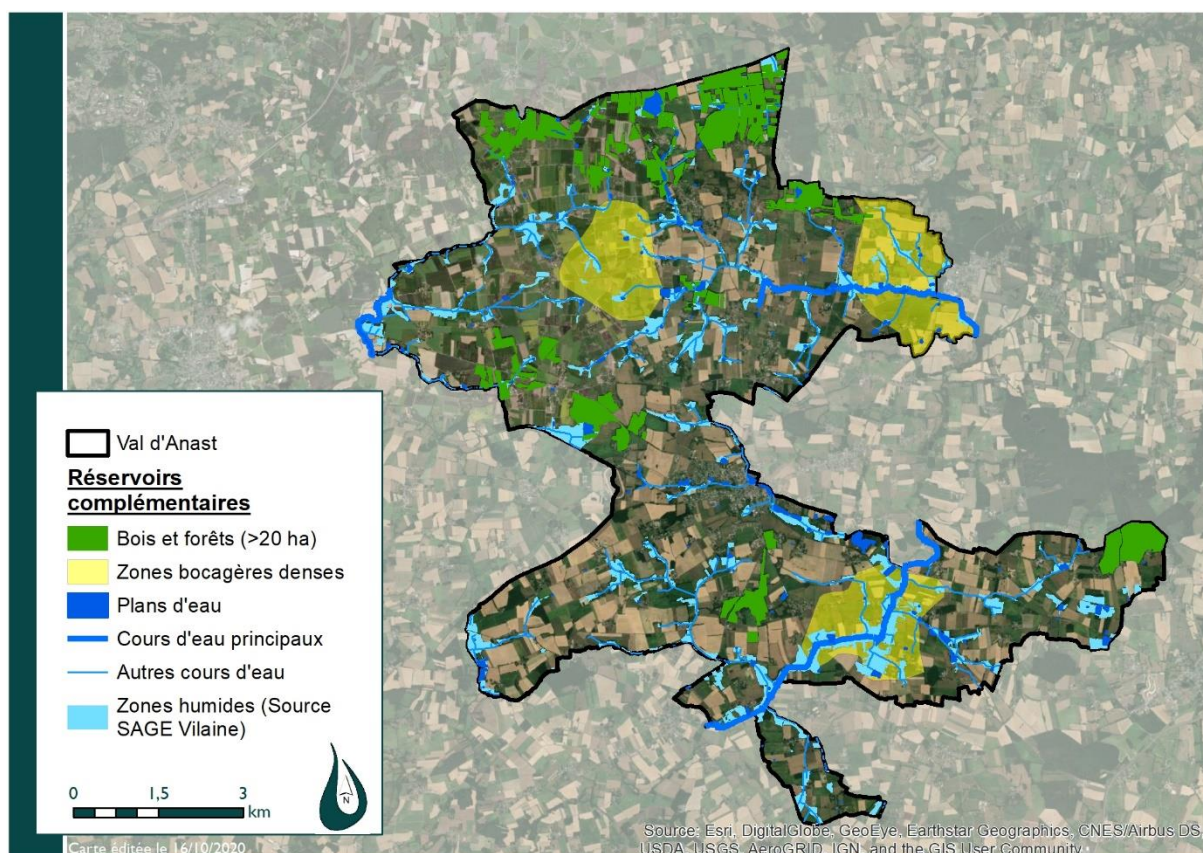 Val d'Anast
Réservoirs
complémentaires
Bois et forêts (>20 ha)
Zones bocagères denses
Plans d'eau
Cours d'eau principaux
Autres cours d'eau
Zones humides (Source
SAGE Vilaine)
N
0 1,5 3
km
Carte éditée le 16/10/2020
Source: Esri, DigitalGlobe, GeoEye, Earthstar Geographics, CNES/Airbus DS,
USDA, USGS, AeroGRID, IGN, and the GIS User Community